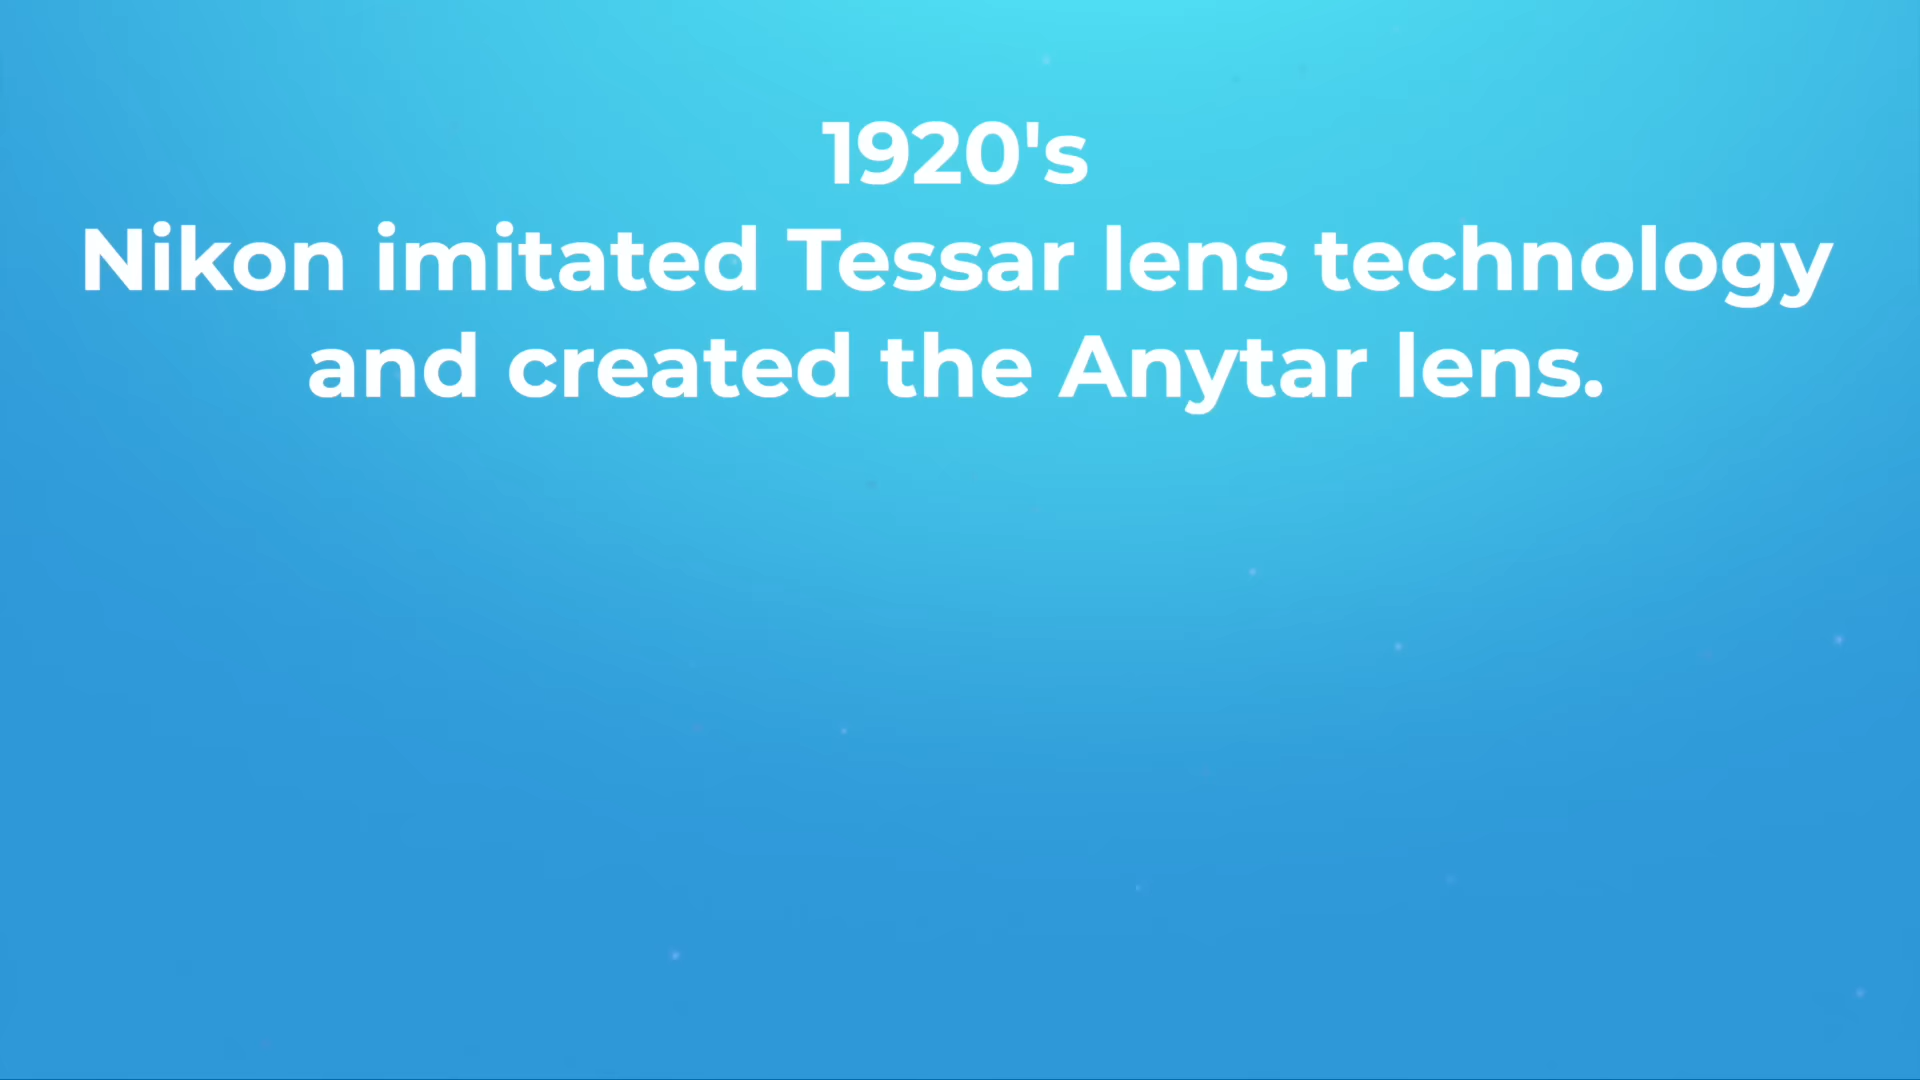 1920's
Nikon imitated Tessar lens technology
and created the Anytar lens.